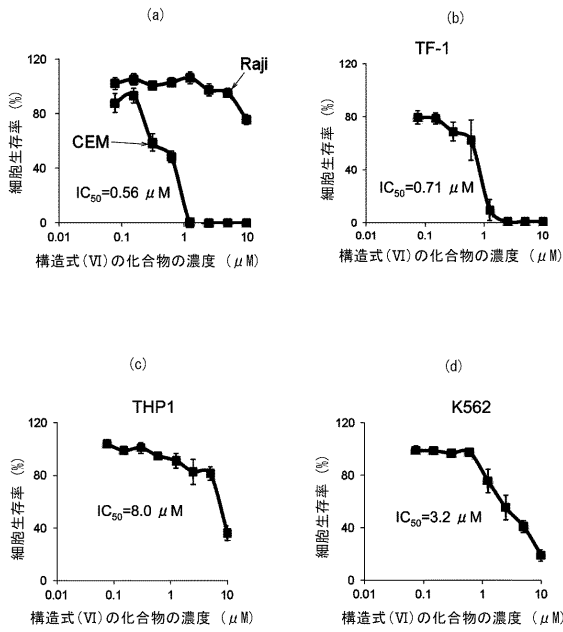 (a)
細胞生存率 (%)
120
80
40
0
Raji
CEM
IC50=0.56 μM
0.01 0.1 1 10
構造式(VI)の化合物の濃度 (μM)
(b)
TF-1
細胞生存率 (%)
120
80
40
0
IC50=0.71 μM
0.01 0.1 1 10
構造式(VI)の化合物の濃度 (μM)
(c)
THP1
細胞生存率 (%)
120
80
40
0
IC50=8.0 μM
0.01 0.1 1 10
構造式(VI)の化合物の濃度 (μM)
(d)
K562
細胞生存率 (%)
120
80
40
0
IC50=3.2 μM
0.01 0.1 1 10
構造式(VI)の化合物の濃度 (μM)